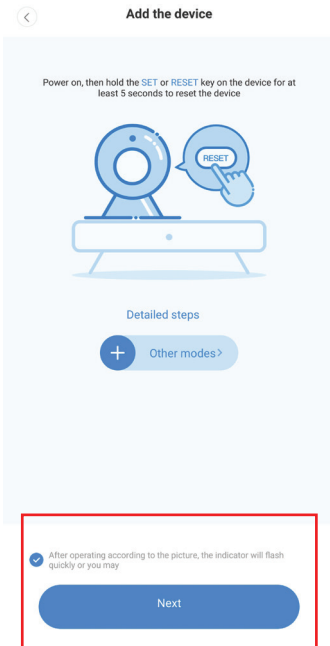 Add the device
Power on, then hold the SET or RESET key on the device for at
least 5 seconds to reset the device
RESET
Detailed steps
Other modes>
After operating according to the picture, the indicator will flash
quickly or you may
Next